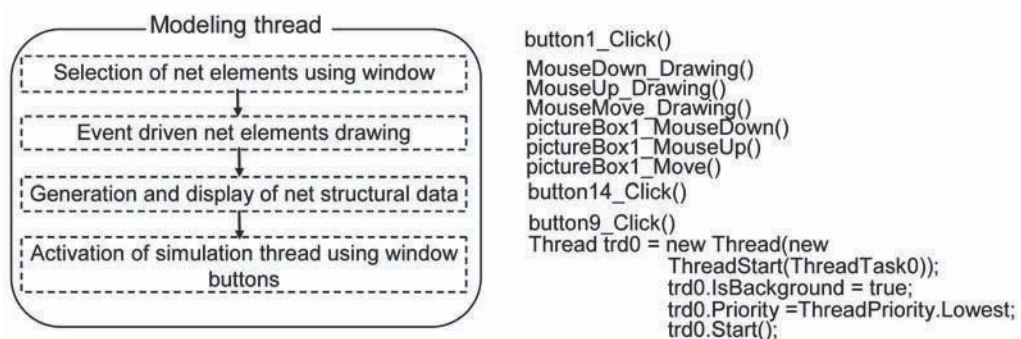 Modeling thread
Selection of net elements using window
Event driven net elements drawing
Generation and display of net structural data
Activation of simulation thread using window
buttons
button1_Click()
MouseDown_Drawing()
MouseUp_Drawing()
MouseMove_Drawing()
pictureBox1_MouseDown()
pictureBox1_MouseUp()
pictureBox1_Move()
button14_Click()
button9_Click()
Thread trd0 = new Thread(new
ThreadStart(ThreadTask0));
trd0.IsBackground = true;
trd0.Priority =ThreadPriority.Lowest;
trd0.Start();